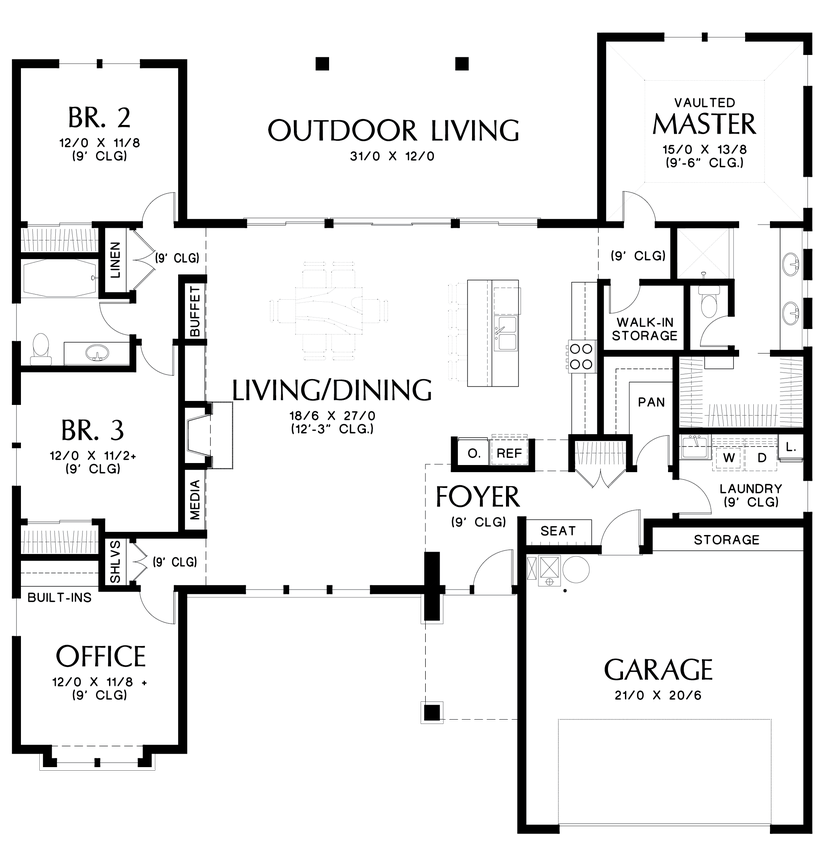 BR. 2
12/0 X 11/8
(9' CLG)
OUTDOOR LIVING
31/0 X 12/0
VAULTED
MASTER
15/0 X 13/8
(9'-6" CLG.)
LINEN
(9' CLG)
(9' CLG)
BUFFET
WALK-IN
STORAGE
LIVING/DINING
18/6 X 27/0
(12'-3" CLG.)
PAN
BR. 3
12/0 X 11/2+
(9' CLG)
O.
REF
W
D
L.
MEDIA
FOYER
(9' CLG)
LAUNDRY
(9' CLG)
SEAT
STORAGE
SHLVS
(9' CLG)
BUILT-INS
OFFICE
12/0 X 11/8 +
(9' CLG)
GARAGE
21/0 X 20/6